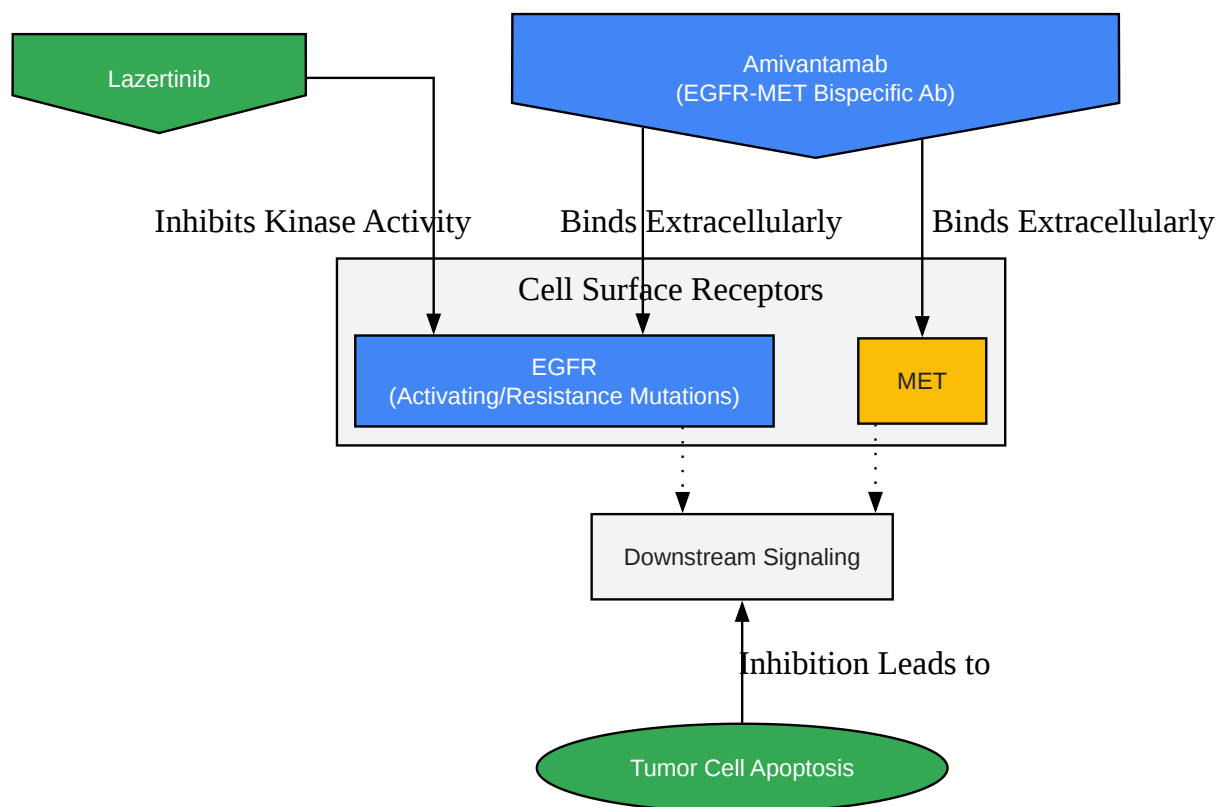 Lazertinib
Amivantamab
(EGFR-MET Bispecific Ab)
Inhibits Kinase Activity
Binds Extracellularly
Binds Extracellularly
Cell Surface Receptors
EGFR
(Activating/Resistance Mutations)
MET
Downstream Signaling
Inhibition Leads to
Tumor Cell Apoptosis